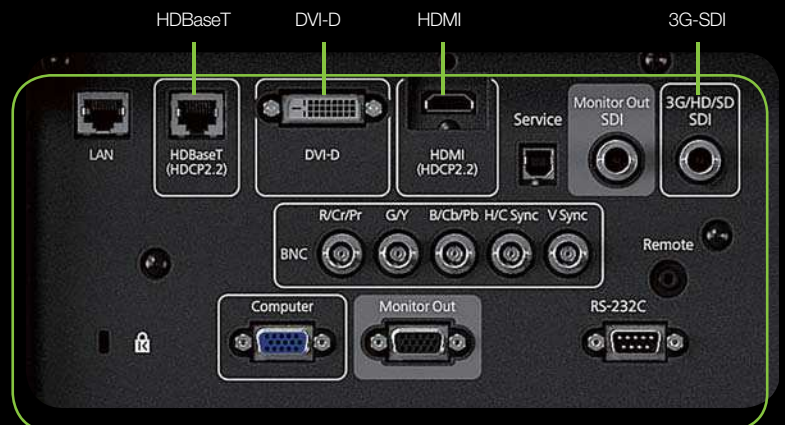 HDBaseT DVI-D HDMI 3G-SDI
LAN
HDBaseT
(HDCP2.2)
DVI-D
HDMI
(HDCP2.2)
Service
Monitor Out
SDI
3G/HD/SD
SDI
BNC
R/Cr/Pr G/Y B/Cb/Pb H/C Sync V Sync
Remote
Computer
Monitor Out
RS-232C
K